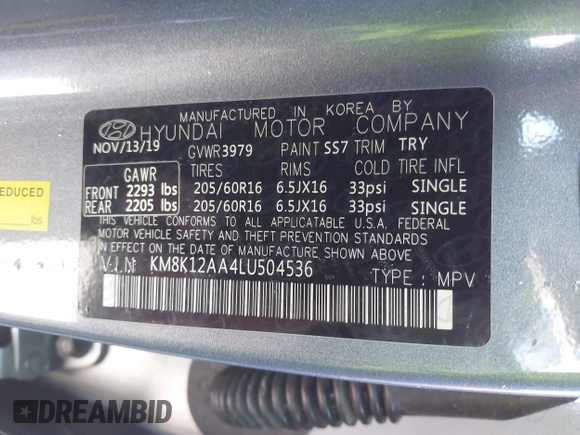 MANUFACTURED IN KOREA BY
HYUNDAI MOTOR COMPANY
NOV/13/19 GVWR3979 PAINT SS7 TRIM TRY
GAWR TIRES RIMS COLD TIRE INFL
FRONT 2293 lbs 205/60R16 6.5JX16 33psi SINGLE
REAR 2205 lbs 205/60R16 6.5JX16 33psi SINGLE
THIS VEHICLE CONFORMS TO ALL APPLICATABLE U.S.A. FEDERAL
MOTOR VEHICLE SAFETY AND THEFT PREVENTION STANDARDS
IN EFFECT ON THE DATE OF MANUFACTURE SHOWN ABOVE
V.I.N: KM8K12AA4LU504536
TYPE : MPV
REDUCED
lbs
DREAMBID